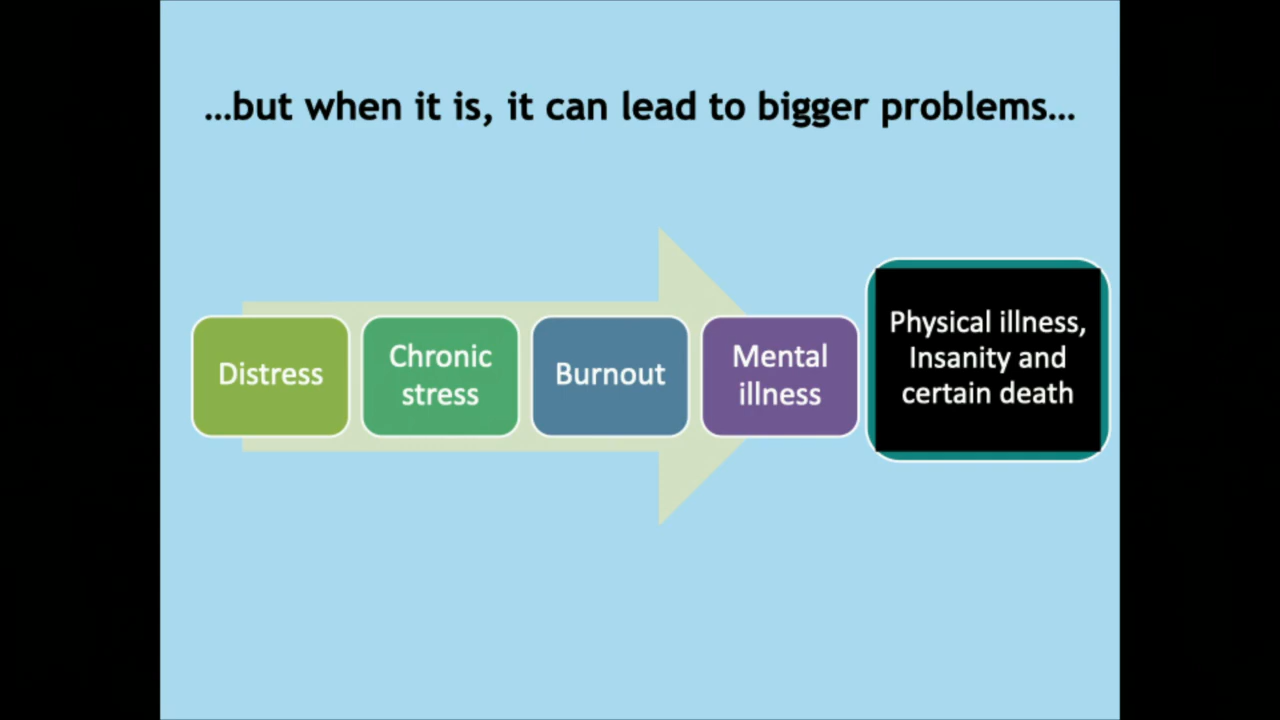 ...but when it is, it can lead to bigger problems...
Distress
Chronic
stress
Burnout
Mental
illness
Physical illness,
Insanity and
certain death